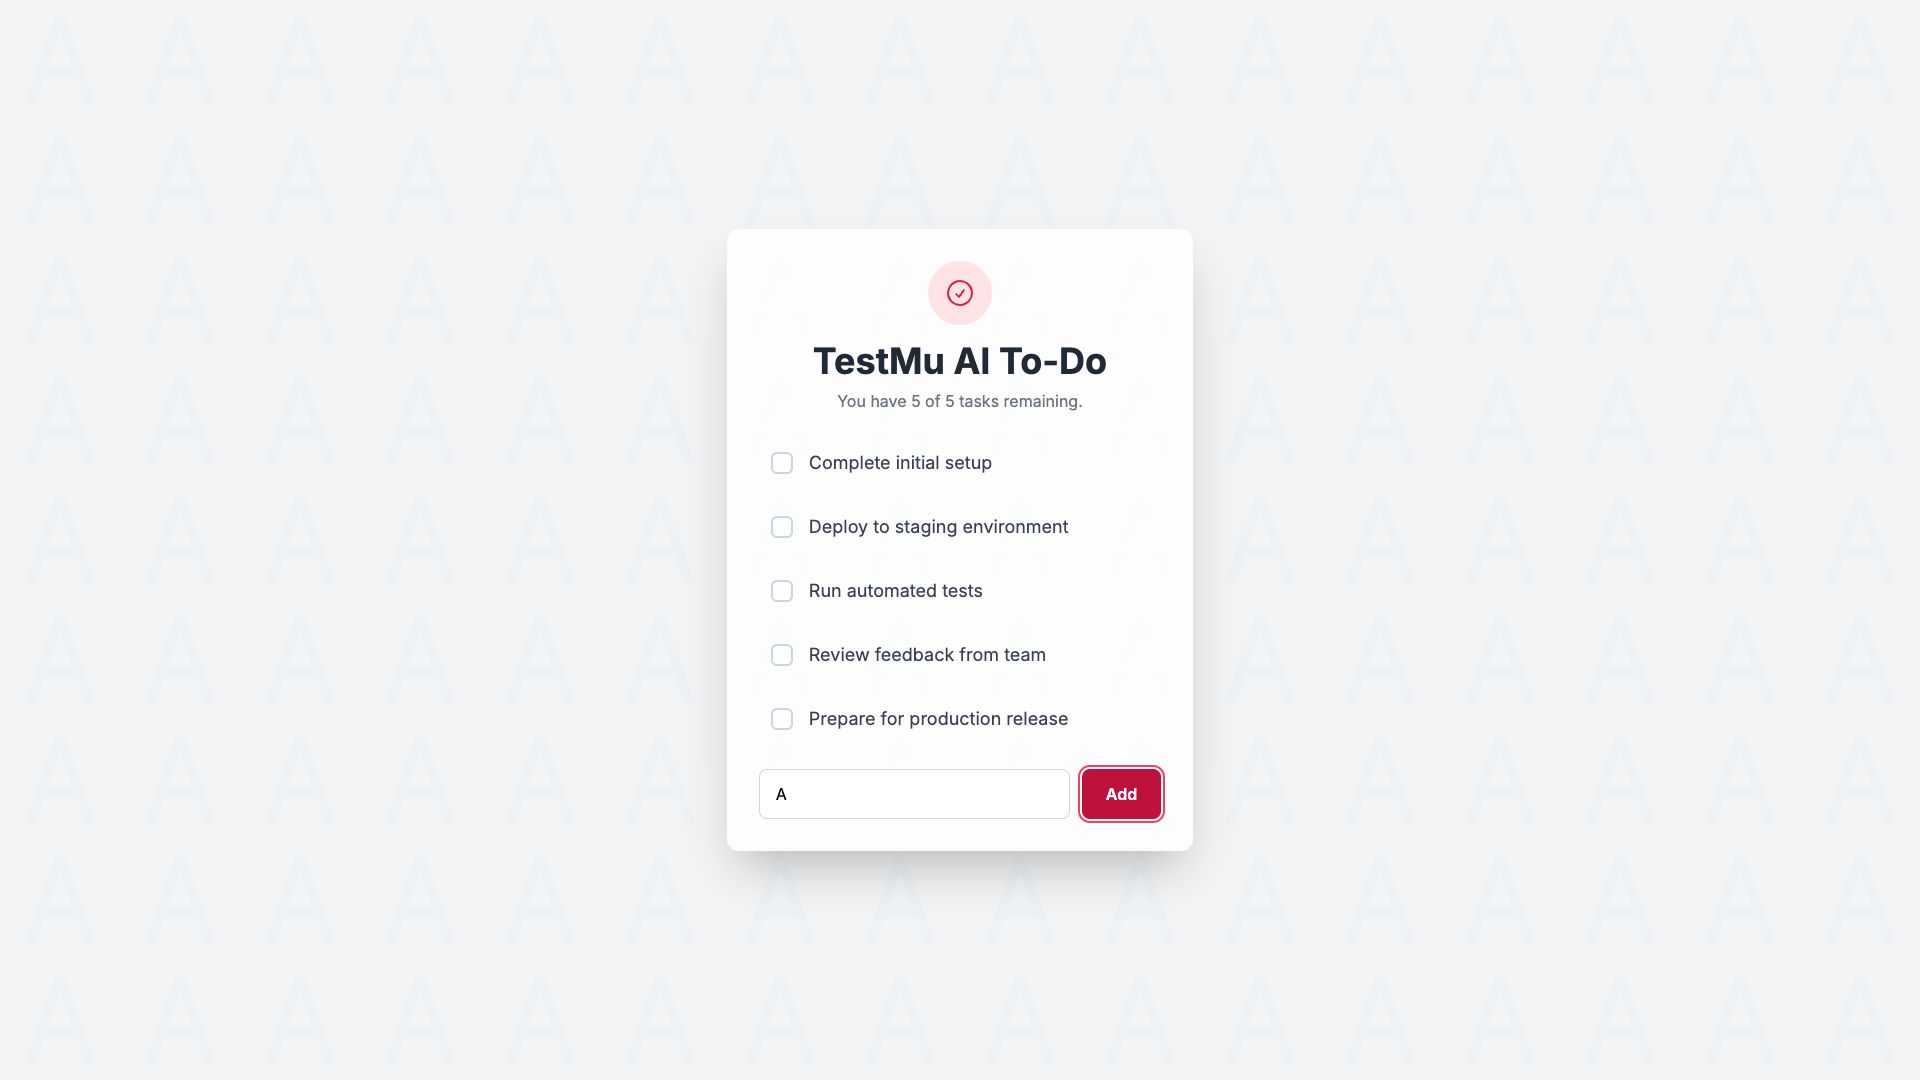 TestMu AI To-Do
You have 5 of 5 tasks remaining.
Complete initial setup
Deploy to staging environment
Run automated tests
Review feedback from team
Prepare for production release
A
Add